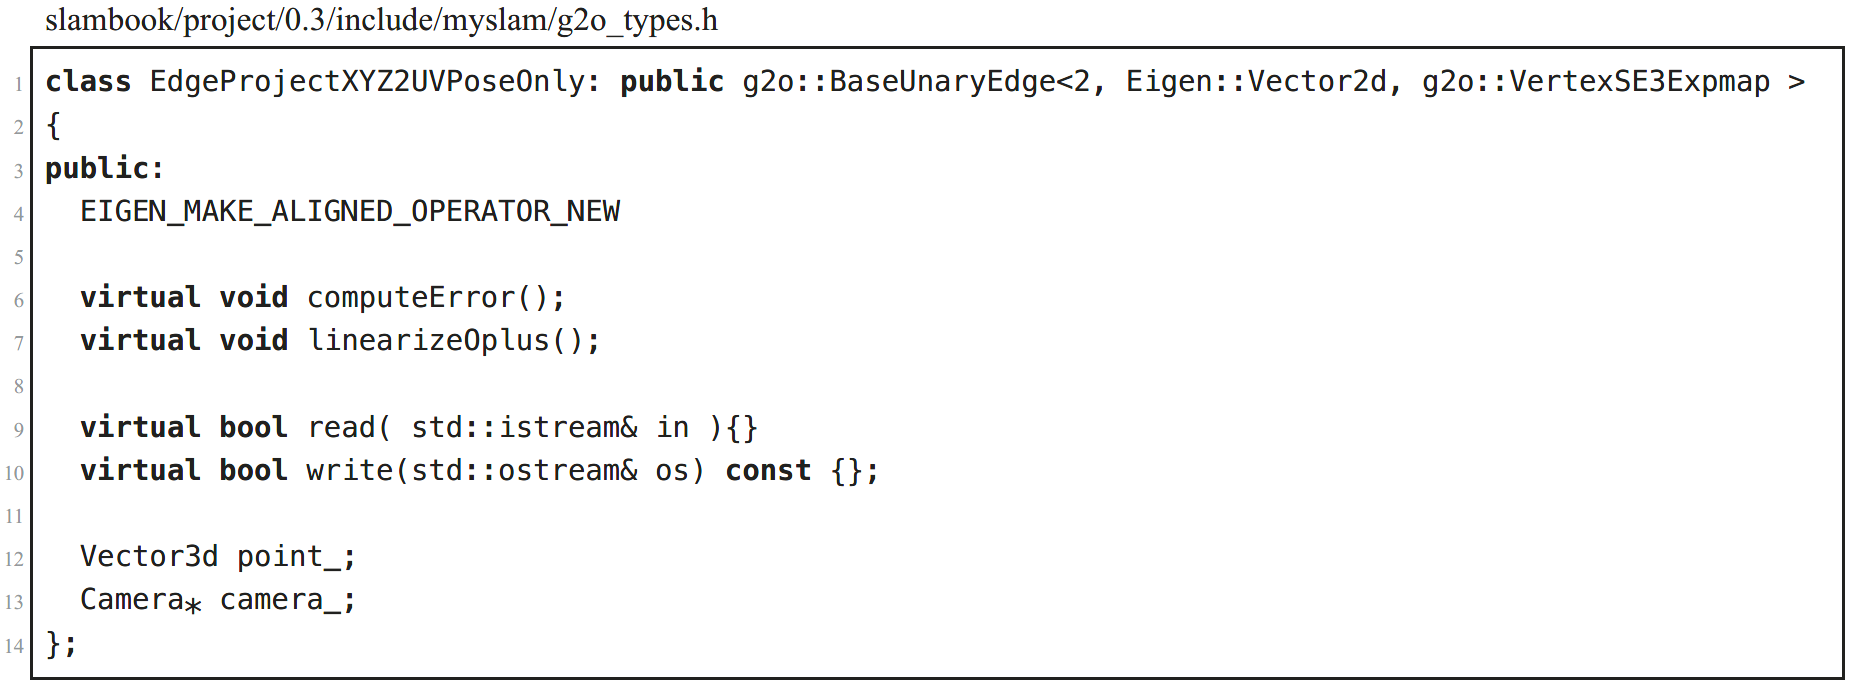 slambook/project/0.3/include/myslam/g2o_types.h
1 class EdgeProjectXYZ2UVPoseOnly: public g2o::BaseUnaryEdge<2, Eigen::Vector2d, g2o::VertexSE3Expmap >
2 {
3 public:
4   EIGEN_MAKE_ALIGNED_OPERATOR_NEW
5
6   virtual void computeError();
7   virtual void linearizeOplus();
8
9   virtual bool read( std::istream& in ){}
10   virtual bool write(std::ostream& os) const {};
11
12   Vector3d point_;
13   Camera* camera_;
14 };